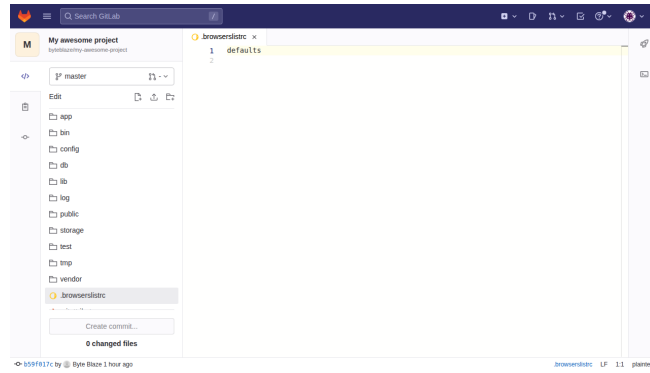 Search GitLab /
M My awesome project
byteblaze/my-awesome-project
.browserslistrc ×
master -
Edit
app
bin
config
db
lib
log
public
storage
test
tmp
vendor
.browserslistrc
1 defaults
2
Create commit...
0 changed files
b59f017c by Byte Blaze 1 hour ago
.browserslistrc LF 1:1 plainte